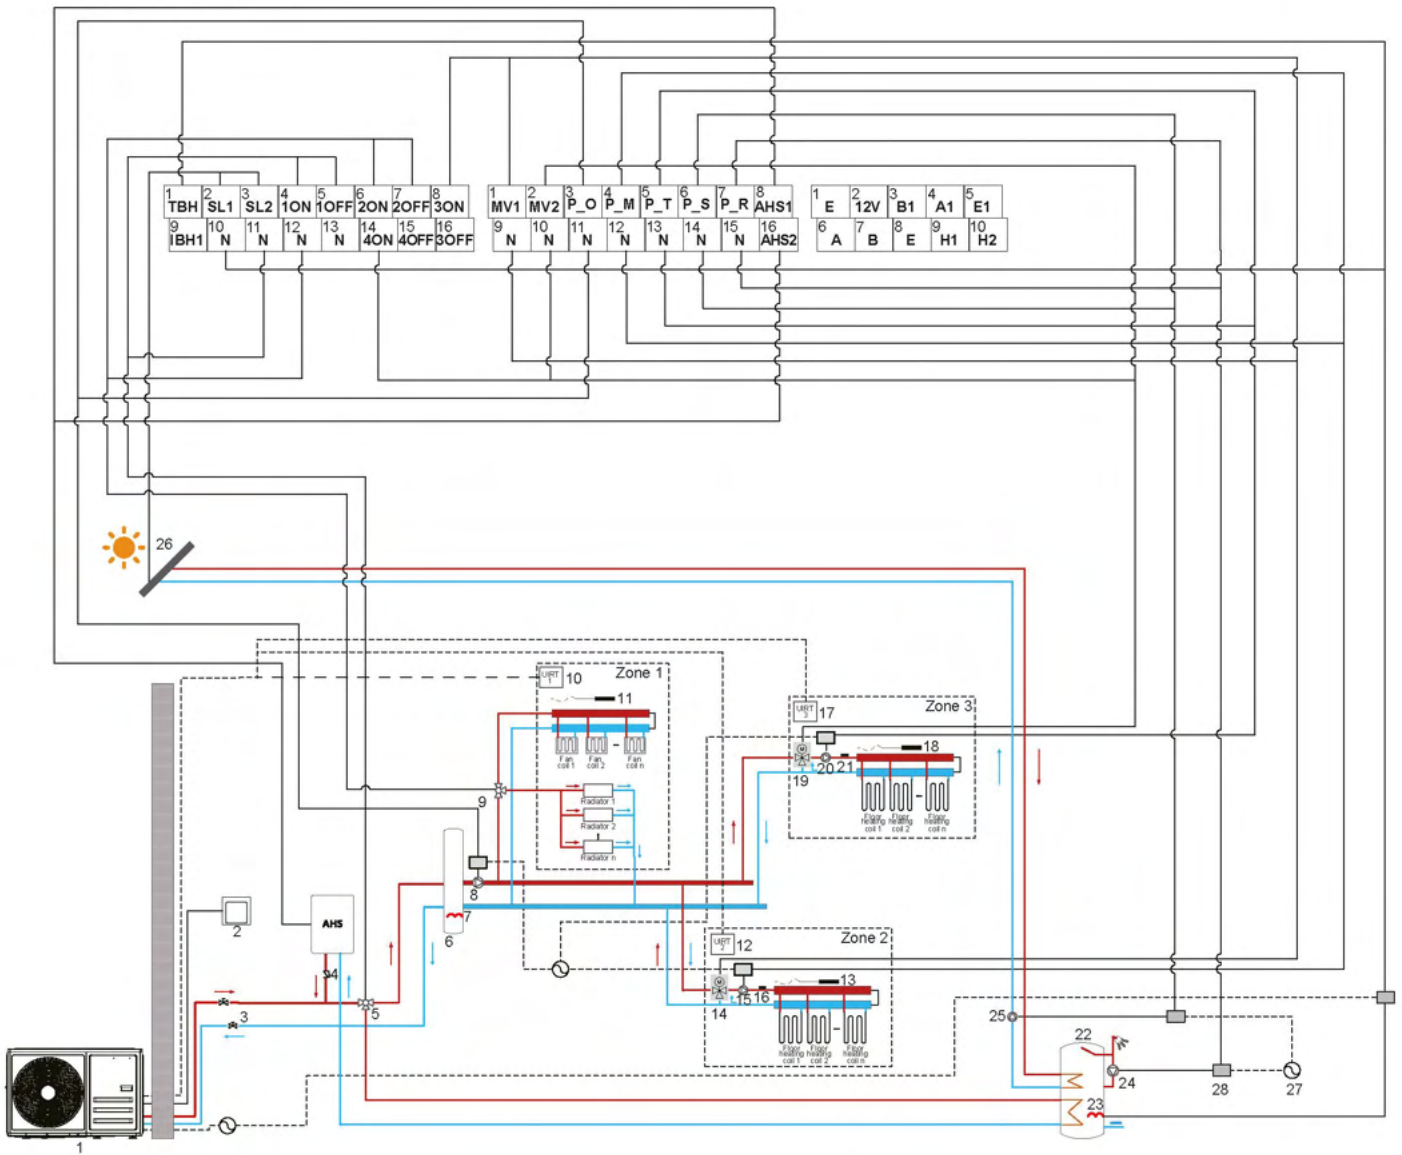 1 TBH 2 SL1 3 SL2 4 1ON 5 1OFF 6 2ON 7 2OFF 8 3ON
9 IBH1 10 N 11 N 12 N 13 N 14 4ON 15 4OFF 16 3OFF
1 MV1 2 MV2 3 P_O 4 P_M 5 P_T 6 P_S 7 P_R 8 AHS1
9 N 10 N 11 N 12 N 13 N 14 N 15 N 16 AHS2
1 E 2 12V 3 B1 4 A1 5 E1
6 A 7 B 8 E 9 H1 10 H2
26
Zone 1
UIRT 1
10
11
Fan coil 1
Fan coil 2
Fan coil n
Radiator 1
Radiator 2
Radiator n
9
Zone 3
UIRT 3
17
M
18
19
20
21
Floor heating coil 1
Floor heating coil 2
Floor heating coil n
8
7
6
2
AHS
4
5
3
Zone 2
UIRT 2
12
M
13
14
15
16
Floor heating coil 1
Floor heating coil 2
Floor heating coil n
25
22
24
23
28
27
1